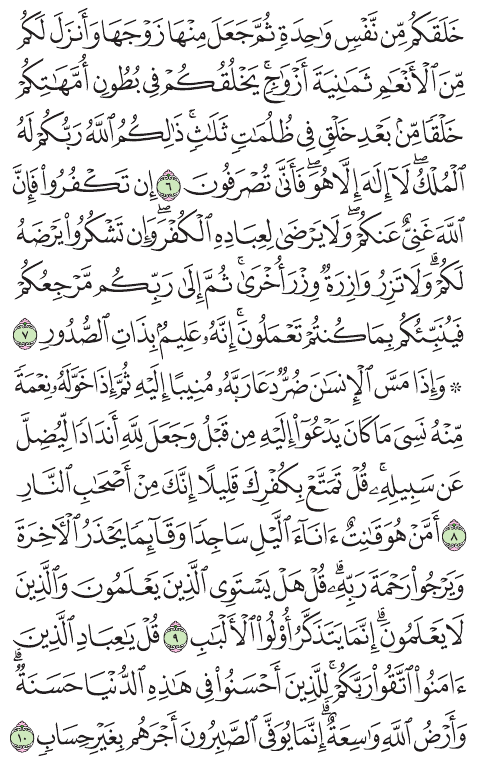 خَلَقَكُم مِّن نَّفْسٍ وَٰحِدَةٍ ثُمَّ جَعَلَ مِنْهَا زَوْجَهَا وَأَنزَلَ لَكُم
مِّنَ ٱلْأَنْعَٰمِ ثَمَٰنِيَةَ أَزْوَٰجٍ ۚ يَخْلُقُكُمْ فِى بُطُونِ أُمَّهَٰتِكُمْ
خَلْقًا مِّنۢ بَعْدِ خَلْقٍ فِى ظُلُمَٰتٍ ثَلَٰثٍ ۚ ذَٰلِكُمُ ٱللَّهُ رَبُّكُمْ لَهُ
ٱلْمُلْكُ ۖ لَآ إِلَٰهَ إِلَّا هُوَ ۖ فَأَنَّىٰ تُصْرَفُونَ ٦ إِن تَكْفُرُوا۟ فَإِنَّ
ٱللَّهَ غَنِىٌّ عَنكُمْ ۖ وَلَا يَرْضَىٰ لِعِبَادِهِ ٱلْكُفْرَ ۖ وَإِن تَشْكُرُوا۟ يَرْضَهُ
لَكُمْ ۗ وَلَا تَزِرُ وَازِرَةٌ وِزْرَ أُخْرَىٰ ۗ ثُمَّ إِلَىٰ رَبِّكُم مَّرْجِعُكُمْ
فَيُنَبِّئُكُم بِمَا كُنتُمْ تَعْمَلُونَ ۚ إِنَّهُۥ عَلِيمٌۢ بِذَاتِ ٱلصُّدُورِ ٧
۞ وَإِذَا مَسَّ ٱلْإِنسَٰنَ ضُرٌّ دَعَا رَبَّهُۥ مُنِيبًا إِلَيْهِ ثُمَّ إِذَا خَوَّلَهُۥ نِعْمَةً
مِّنْهُ نَسِىَ مَا كَانَ يَدْعُوٓا۟ إِلَيْهِ مِن قَبْلُ وَجَعَلَ لِلَّهِ أَندَادًا لِّيُضِلَّ
عَن سَبِيلِهِۦ ۚ قُلْ تَمَتَّعْ بِكُفْرِكَ قَلِيلًا ۖ إِنَّكَ مِنْ أَصْحَٰبِ ٱلنَّارِ
٨ أَمَّنْ هُوَ قَٰنِتٌ ءَانَآءَ ٱلَّيْلِ سَاجِدًا وَقَآئِمًا يَحْذَرُ ٱلْءَاخِرَةَ
وَيَرْجُوا۟ رَحْمَةَ رَبِّهِۦ ۗ قُلْ هَلْ يَسْتَوِى ٱلَّذِينَ يَعْلَمُونَ وَٱلَّذِينَ
لَا يَعْلَمُونَ ۗ إِنَّمَا يَتَذَكَّرُ أُو۟لُوا۟ ٱلْأَلْبَٰبِ ٩ قُلْ يَٰعِبَادِ ٱلَّذِينَ
ءَامَنُوا۟ ٱتَّقُوا۟ رَبَّكُمْ ۚ لِلَّذِينَ أَحْسَنُوا۟ فِى هَٰذِهِ ٱلدُّنْيَا حَسَنَةٌ ۗ
وَأَرْضُ ٱللَّهِ وَٰسِعَةٌ ۗ إِنَّمَا يُوَفَّى ٱلصَّٰبِرُونَ أَجْرَهُم بِغَيْرِ حِسَابٍ ١٠